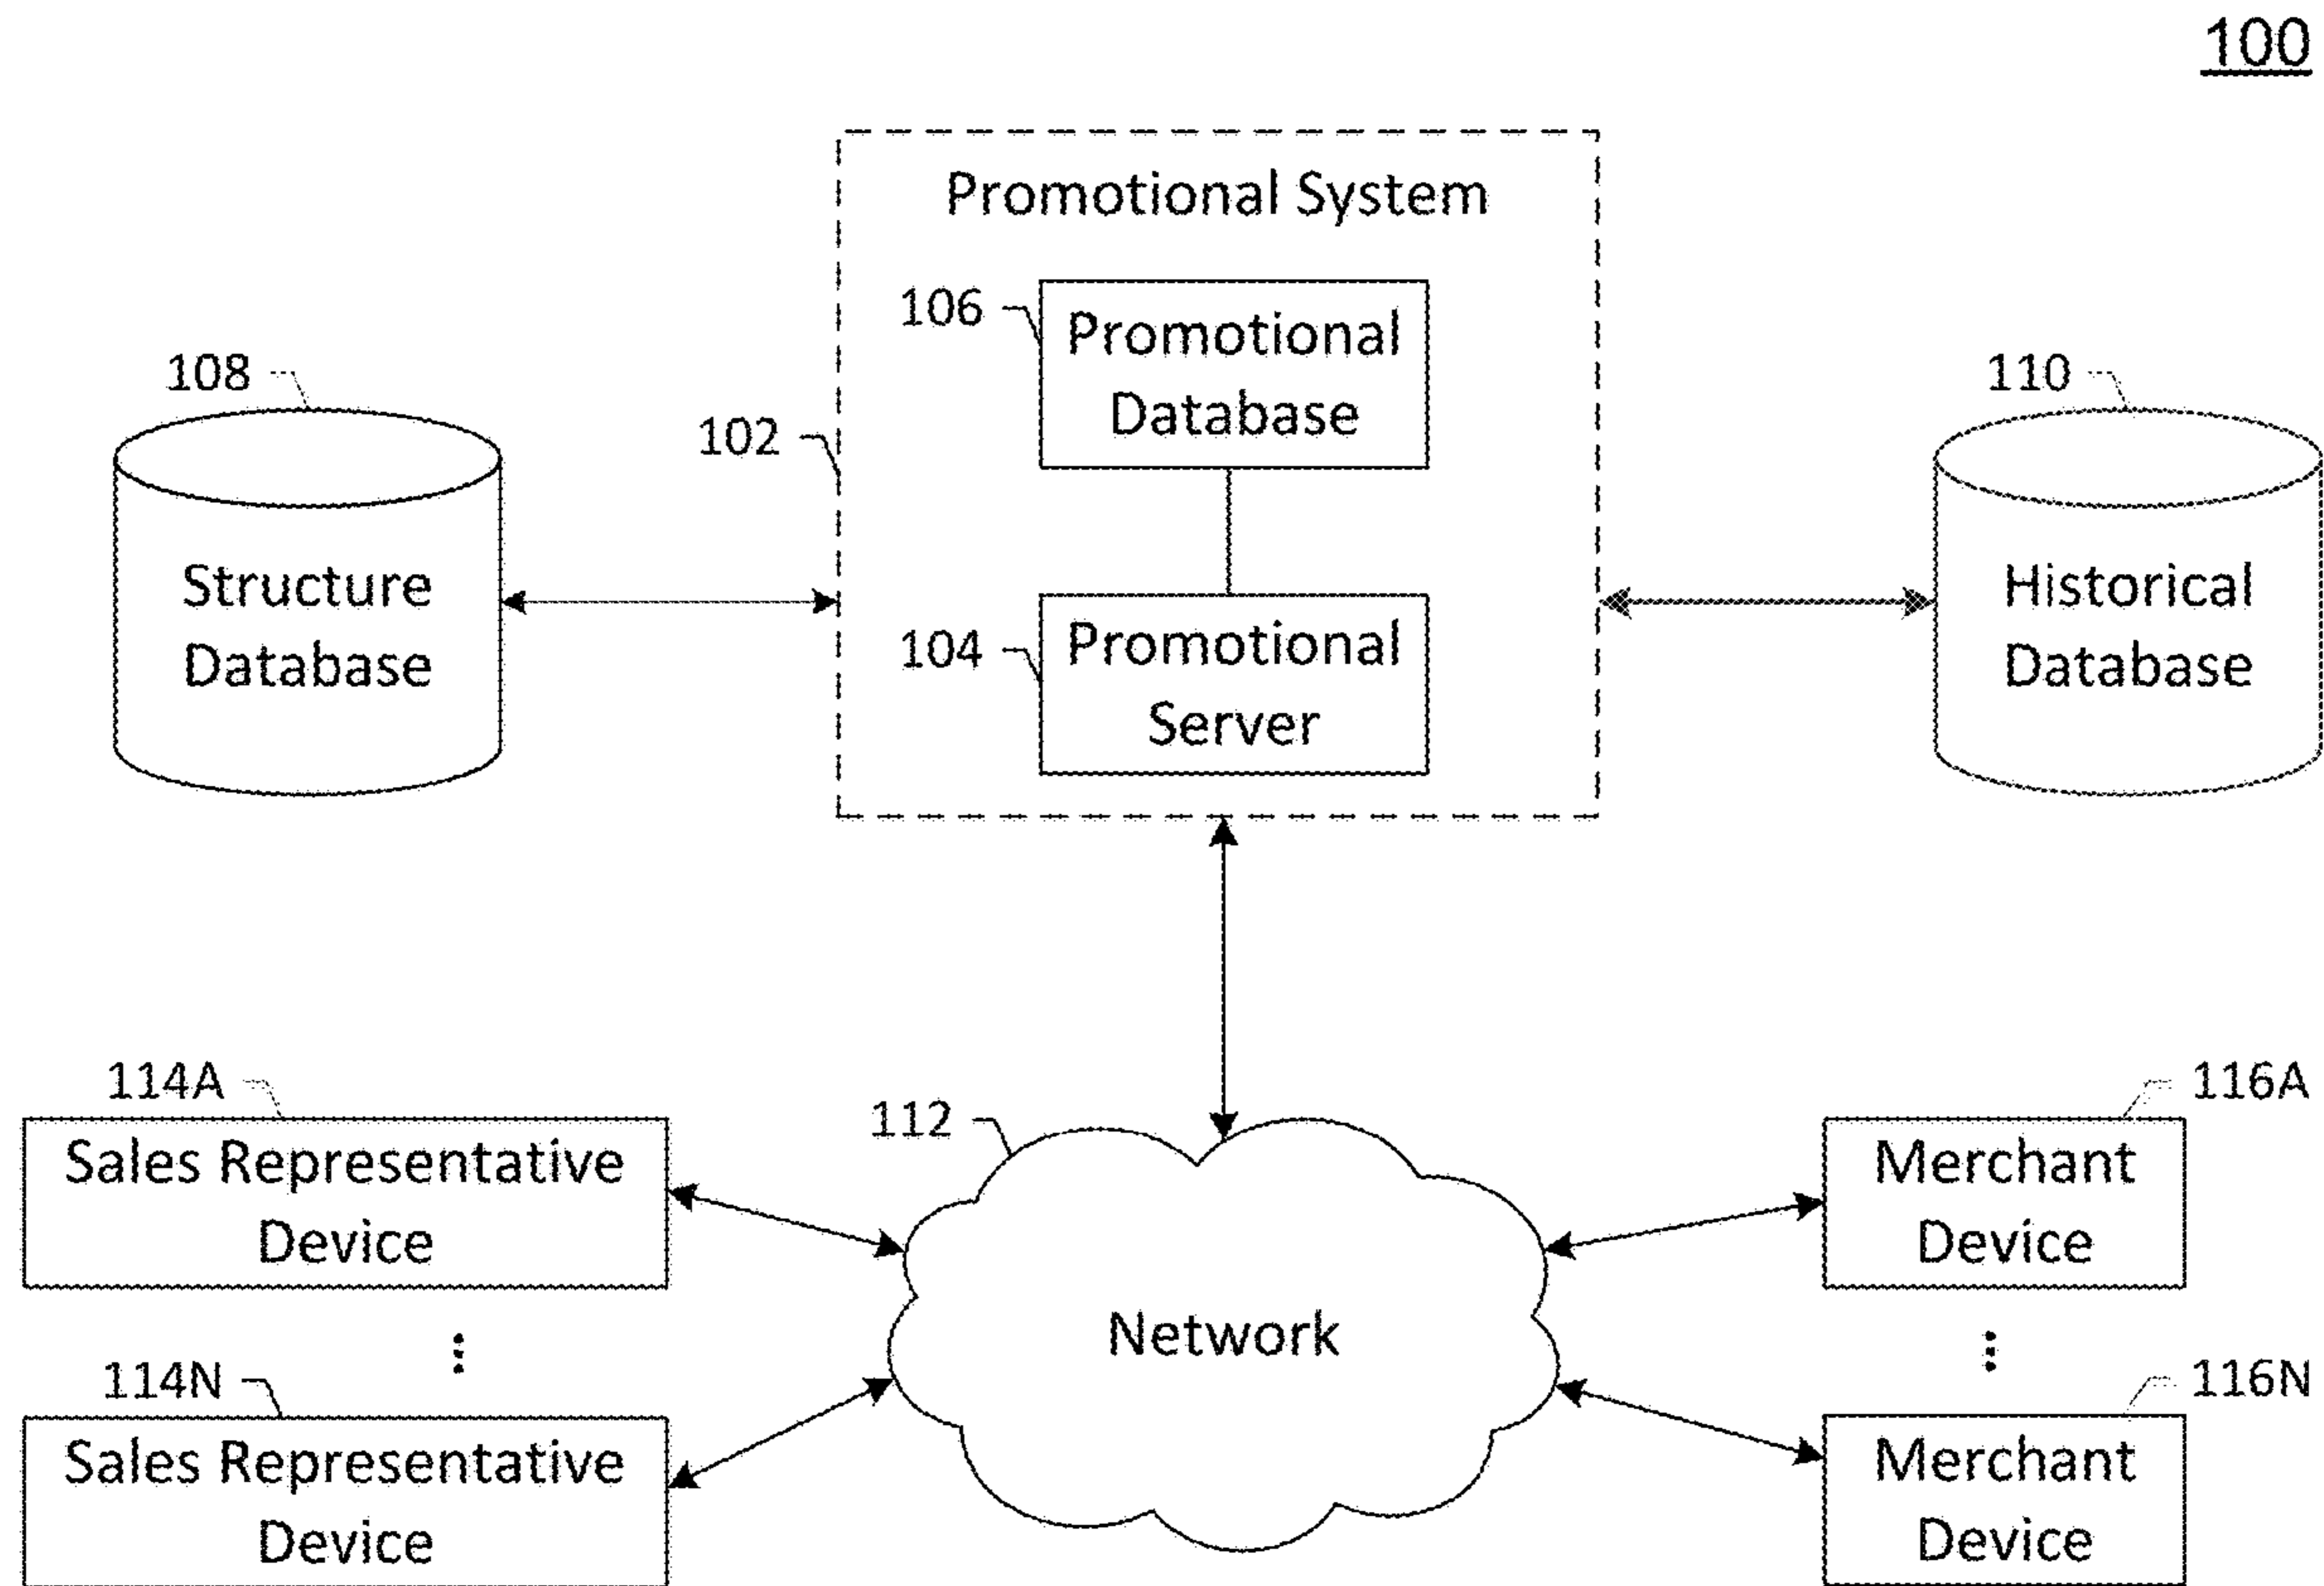 100
Promotional System
106
Promotional
Database
108
110
102
Structure
Database
Historical
Database
104
Promotional
Server
114A
112
116A
Sales Representative
Device
Merchant
Device
Network
114N
116N
Sales Representative
Device
Merchant
Device